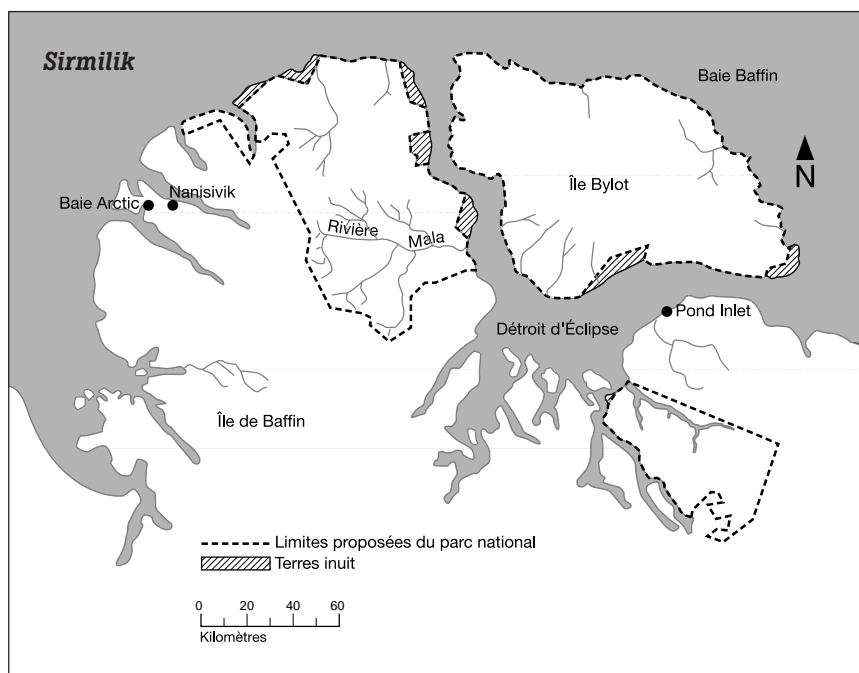 Sirmilik
Baie Baffin
N
Île Bylot
Nanisivik
Baie Arctic
Rivière Mala
Pond Inlet
Détroit d'Éclipse
Île de Baffin
Limites proposées du parc national
Terres inuit
0 20 40 60
Kilomètres